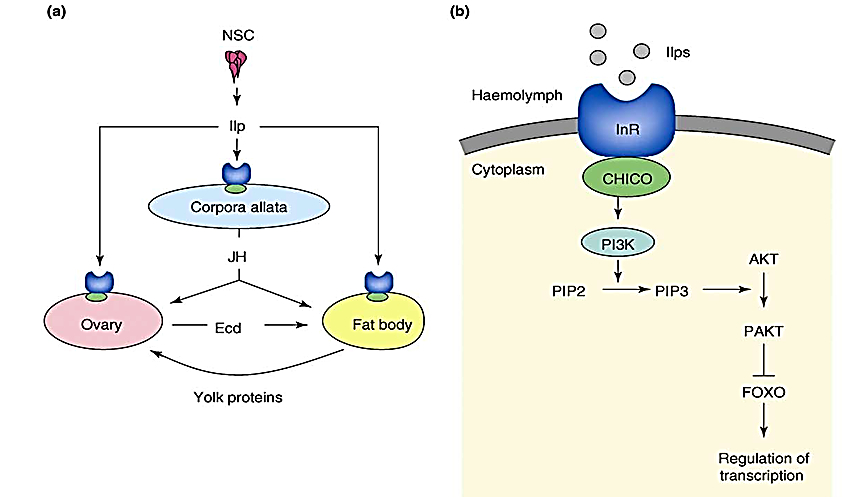 (a)
NSC
Ilp
Corpora allata
JH
Ovary
Ecd
Fat body
Yolk proteins
(b)
Ilps
Haemolymph
InR
Cytoplasm
CHICO
PI3K
AKT
PIP2
PIP3
PAKT
FOXO
Regulation of
transcription